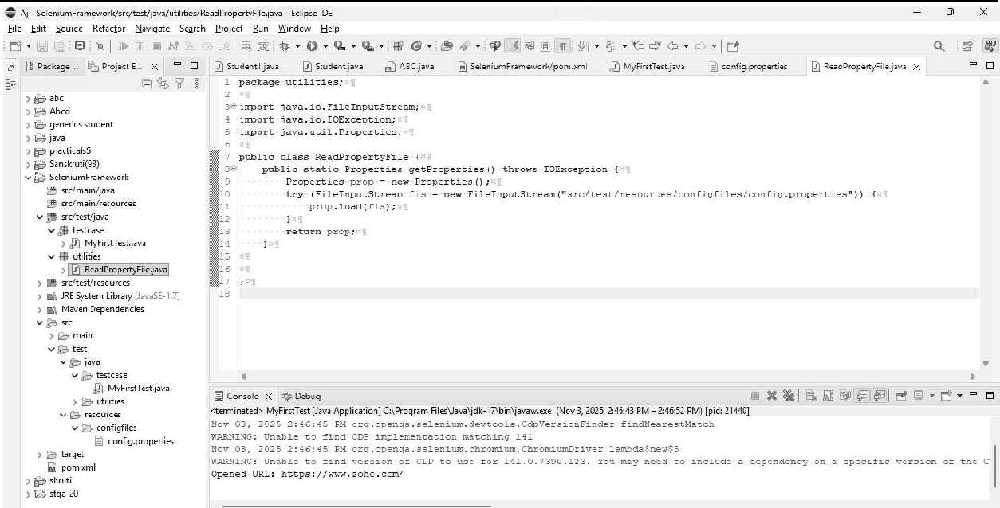 Aj - SeleniumFramework/src/test/java/utilities/ReadPropertyFile.java - Eclipse IDE
File Edit Source Refactor Navigate Search Project Run Window Help
Package ... Project E...
Student1.java Student.java ABC.java SeleniumFramework/pom.xml MyFirstTest.java config.properties ReadPropertyFile.java
abc
Abcd
generics student
java
practicalsS
Sanskruti(93)
SeleniumFramework
src/main/java
src/main/resources
src/test/java
testcase
MyFirstTest.java
utilities
ReadPropertyFile.java
src/test/resources
JRE System Library [JavaSE-1.7]
Maven Dependencies
src
main
test
java
testcase
MyFirstTest.java
utilities
resources
configfiles
config.properties
target
pom.xml
shruti
stqa_20
1 package utilities;¤¶
2 ¤¶
3 import java.io.FileInputStream;¤¶
4 import java.io.IOException;¤¶
5 import java.util.Properties;¤¶
6 ¤¶
7 public class ReadPropertyFile {¤¶
8 public static Properties getProperties() throws IOException {¤¶
9 Properties prop = new Properties();¤¶
10 try (FileInputStream fis = new FileInputStream("src/test/resources/configfiles/config.properties")) {¤¶
11 prop.load(fis);¤¶
12 }¤¶
13 return prop;¤¶
14 }¤¶
15 ¤¶
16 ¤¶
17 }¤¶
18
Console Debug
<terminated> MyFirstTest [Java Application] C:\Program Files\Java\jdk-17\bin\javaw.exe (Nov 3, 2025, 2:46:43 PM – 2:46:52 PM) [pid: 21440]
Nov 03, 2025 2:46:45 PM org.openqa.selenium.devtools.CdpVersionFinder findNearestMatch
WARNING: Unable to find CDP implementation matching 141
Nov 03, 2025 2:46:45 PM org.openqa.selenium.chromium.ChromiumDriver lambda$new$5
WARNING: Unable to find version of CDP to use for 141.0.7390.123. You may need to include a dependency on a specific version of the C
Opened URL: https://www.zoho.com/